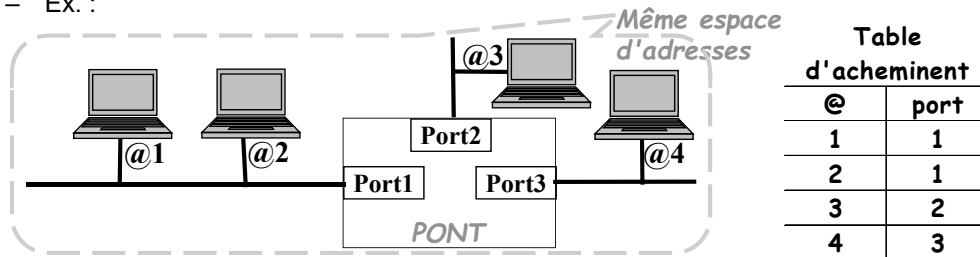 – Ex. :
Même espace
d'adresses
@3
@1
@2
@4
Port2
Port1
Port3
PONT
Table
d'acheminent
@ port
1 1
2 1
3 2
4 3